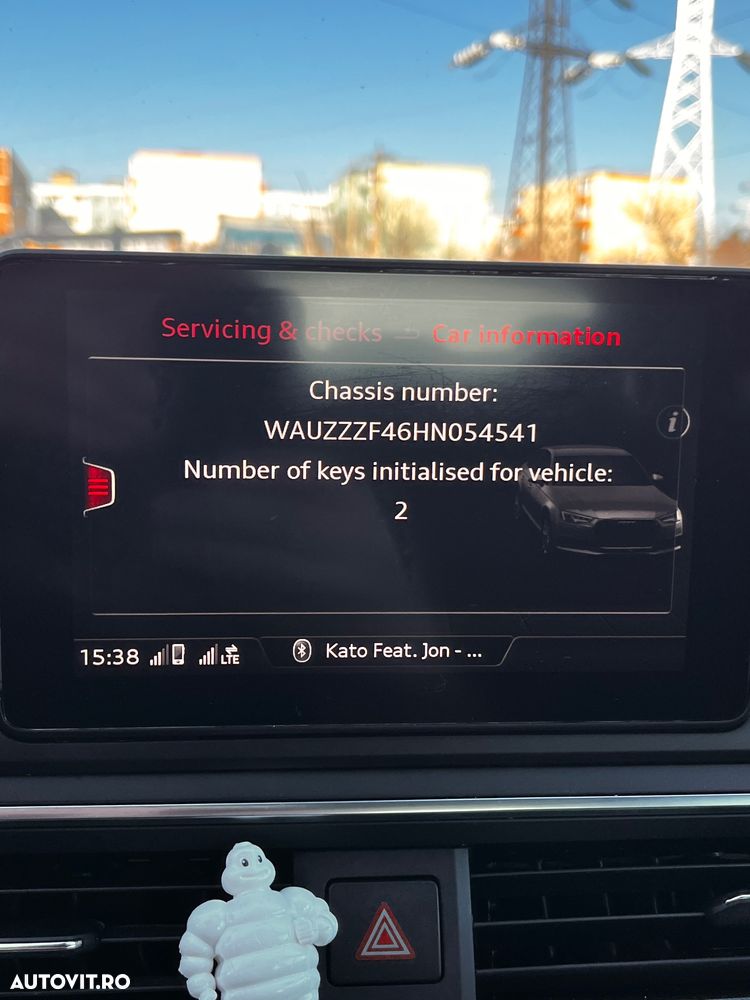 Servicing & checks Car information
Chassis number:
WAUZZZF46HN054541
Number of keys initialised for vehicle:
2
15:38 LTE Kato Feat. Jon - ...
AUTOVIT.RO